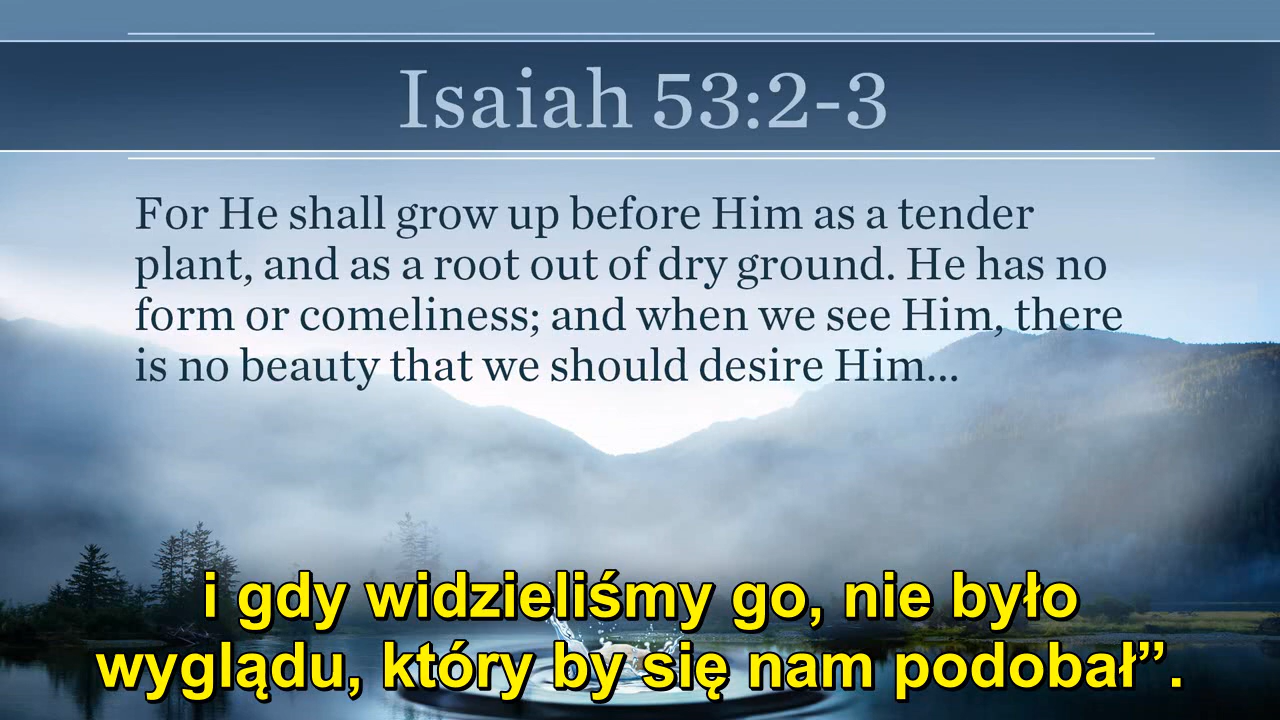 Isaiah 53:2-3
For He shall grow up before Him as a tender
plant, and as a root out of dry ground. He has no
form or comeliness; and when we see Him, there
is no beauty that we should desire Him...
i gdy widzieliśmy go, nie było
wyglądu, który by się nam podobał”.